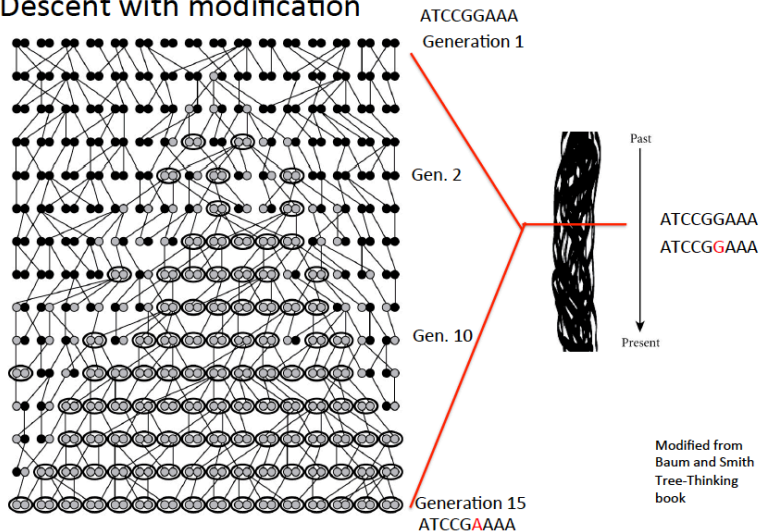 Descent with modification
ATCCGGAAA
Generation 1
Gen. 2
Gen. 10
Generation 15
ATCCGAAAA
Past
Present
ATCCGGAAA
ATCCGGAAA
Modified from
Baum and Smith
Tree-Thinking
book